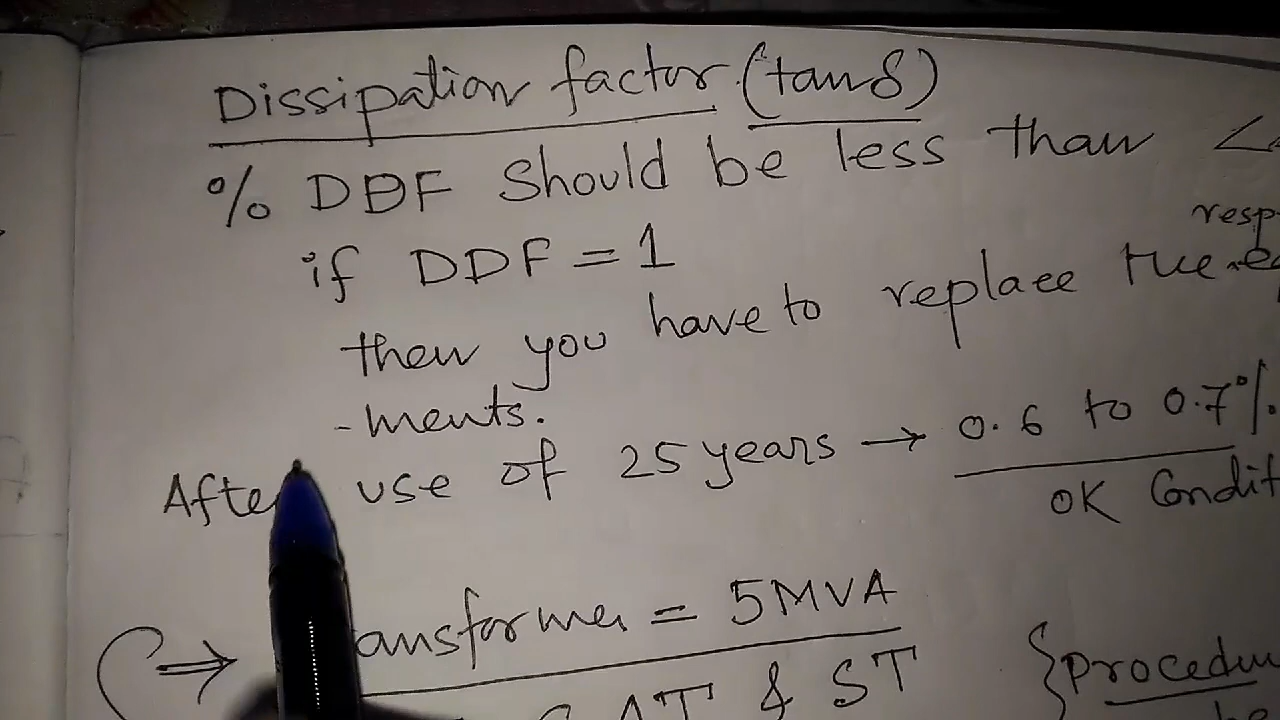 Dissipation factor (tanδ)
% DDF Should be less than <
resp
if DDF = 1
then you have to replace the
-ments.
After use of 25 years → 0.6 to 0.7%
OK Condit
⇒ ansformer = 5MVA
& ST
{procedu